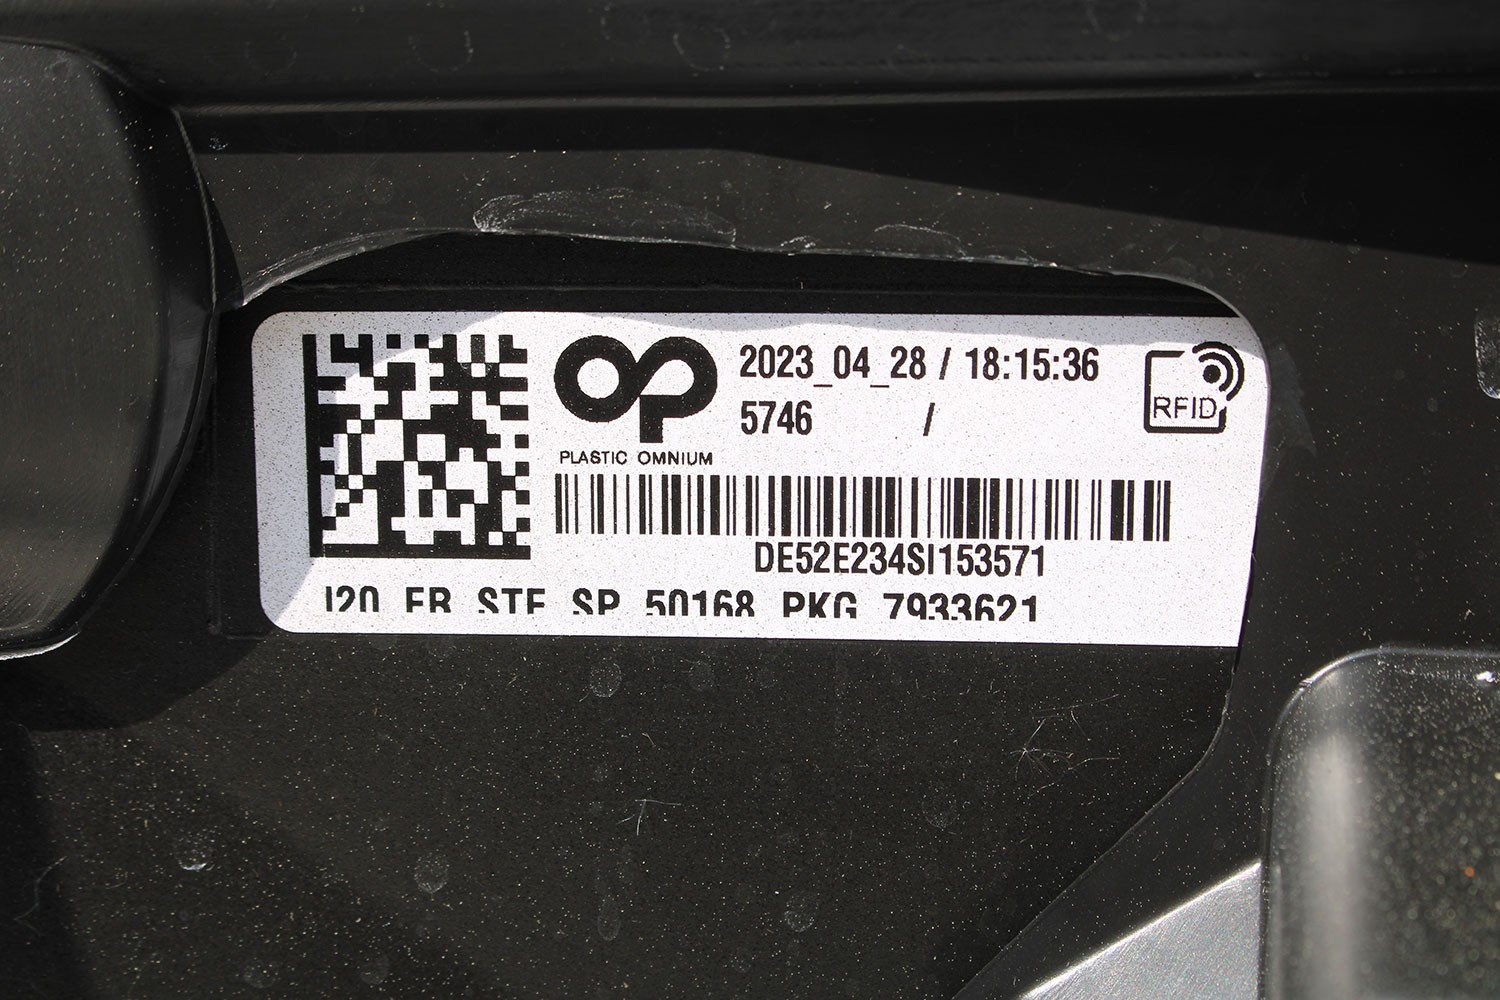 2023_04_28 / 18:15:36
5746 /
RFID
PLASTIC OMNIUM
DE52E234SI153571
I20 FR STF SP 50168 PKG 7933621